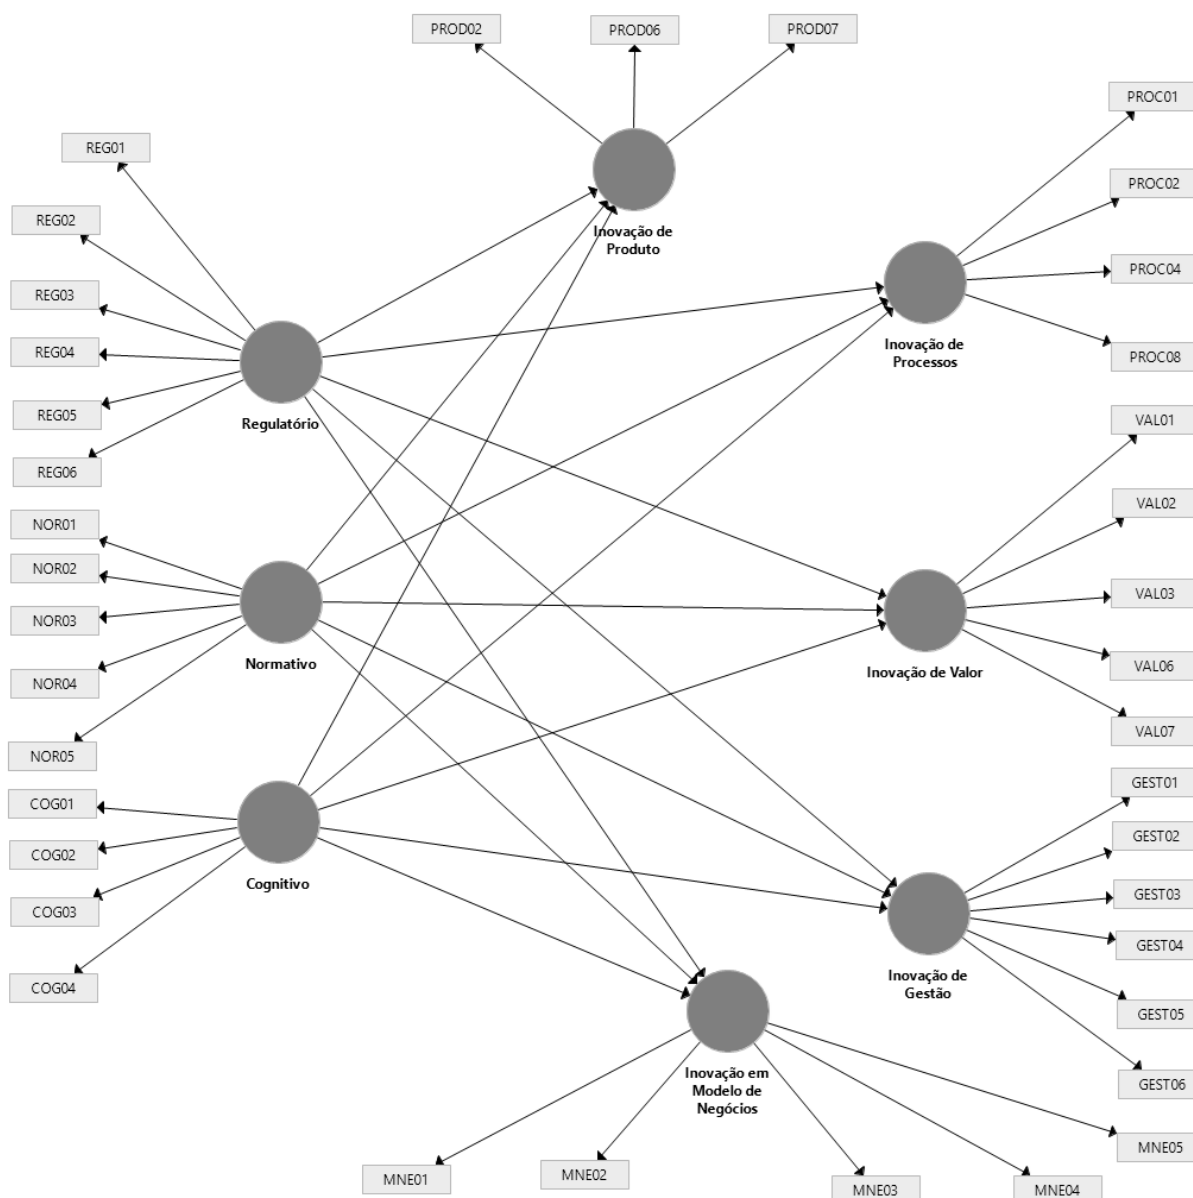 PROD02
PROD06
PROD07
PROC01
REG01
PROC02
REG02
Inovação de
Produto
PROC04
REG03
Inovação de
Processos
REG04
PROC08
REG05
Regulatório
VAL01
REG06
VAL02
NOR01
NOR02
VAL03
NOR03
Normativo
Inovação de Valor
VAL06
NOR04
VAL07
NOR05
GEST01
COG01
GEST02
COG02
Cognitivo
GEST03
COG03
GEST04
Inovação de
Gestão
COG04
GEST05
Inovação em
Modelo de
Negócios
GEST06
MNE05
MNE01
MNE02
MNE03
MNE04